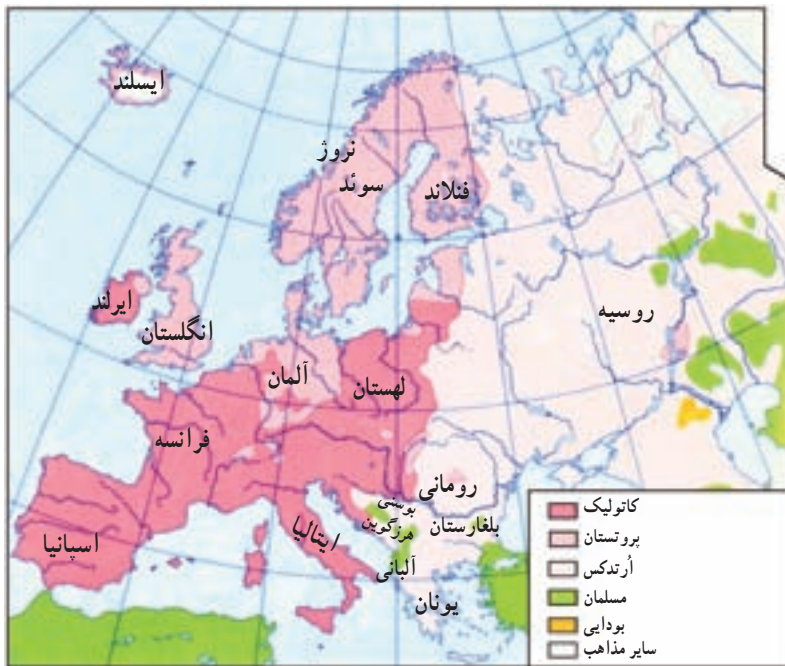 ایسلند
نروژ
سوئد
فنلاند
ایرلند
انگلستان
روسیه
آلمان
لهستان
فرانسه
رومانی
بوسنی
هرزگوین
بلغارستان
ایتالیا
اسپانیا
آلبانی
یونان
کاتولیک
پروتستان
اُرتدکس
مسلمان
بودایی
سایر مذاهب